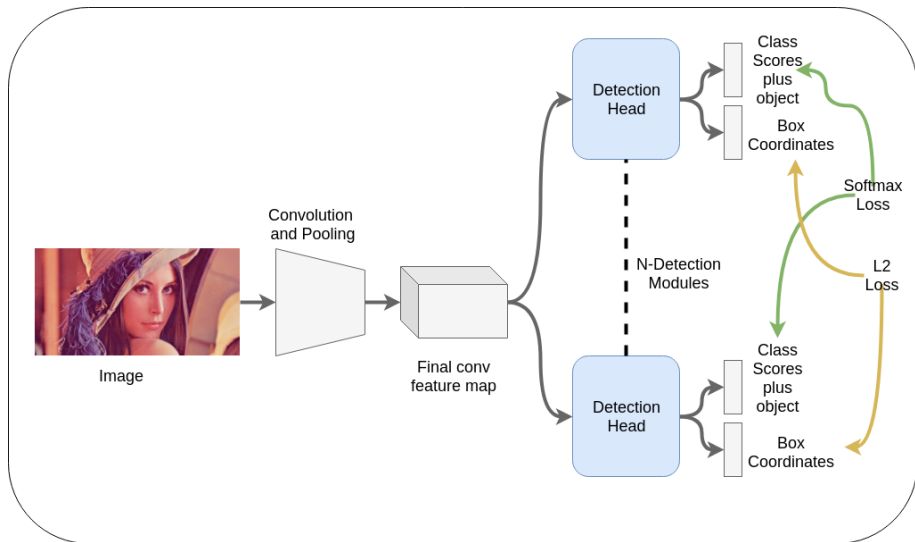 Class
Scores
plus
object
Detection
Head
Box
Coordinates
Softmax
Loss
Convolution
and Pooling
N-Detection
Modules
L2
Loss
Image
Final conv
feature map
Class
Scores
plus
object
Detection
Head
Box
Coordinates